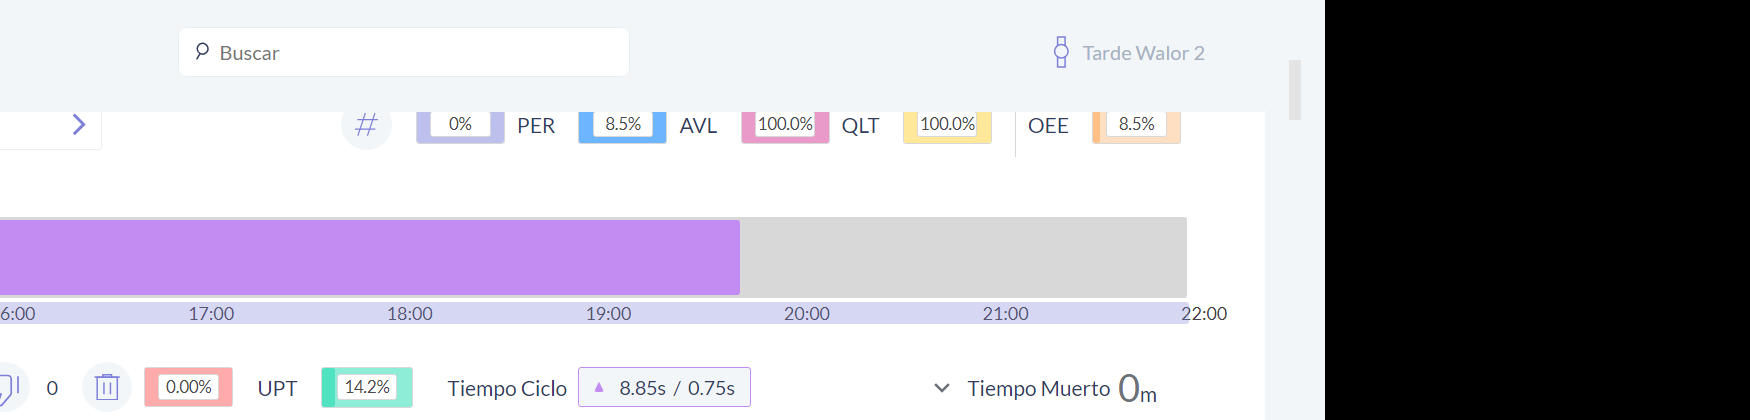 Buscar
Tarde Walor 2
# 0% PER 8.5% AVL 100.0% QLT 100.0% OEE 8.5%
6:00 17:00 18:00 19:00 20:00 21:00 22:00
0 0.00% UPT 14.2% Tiempo Ciclo 8.85s / 0.75s Tiempo Muerto 0m